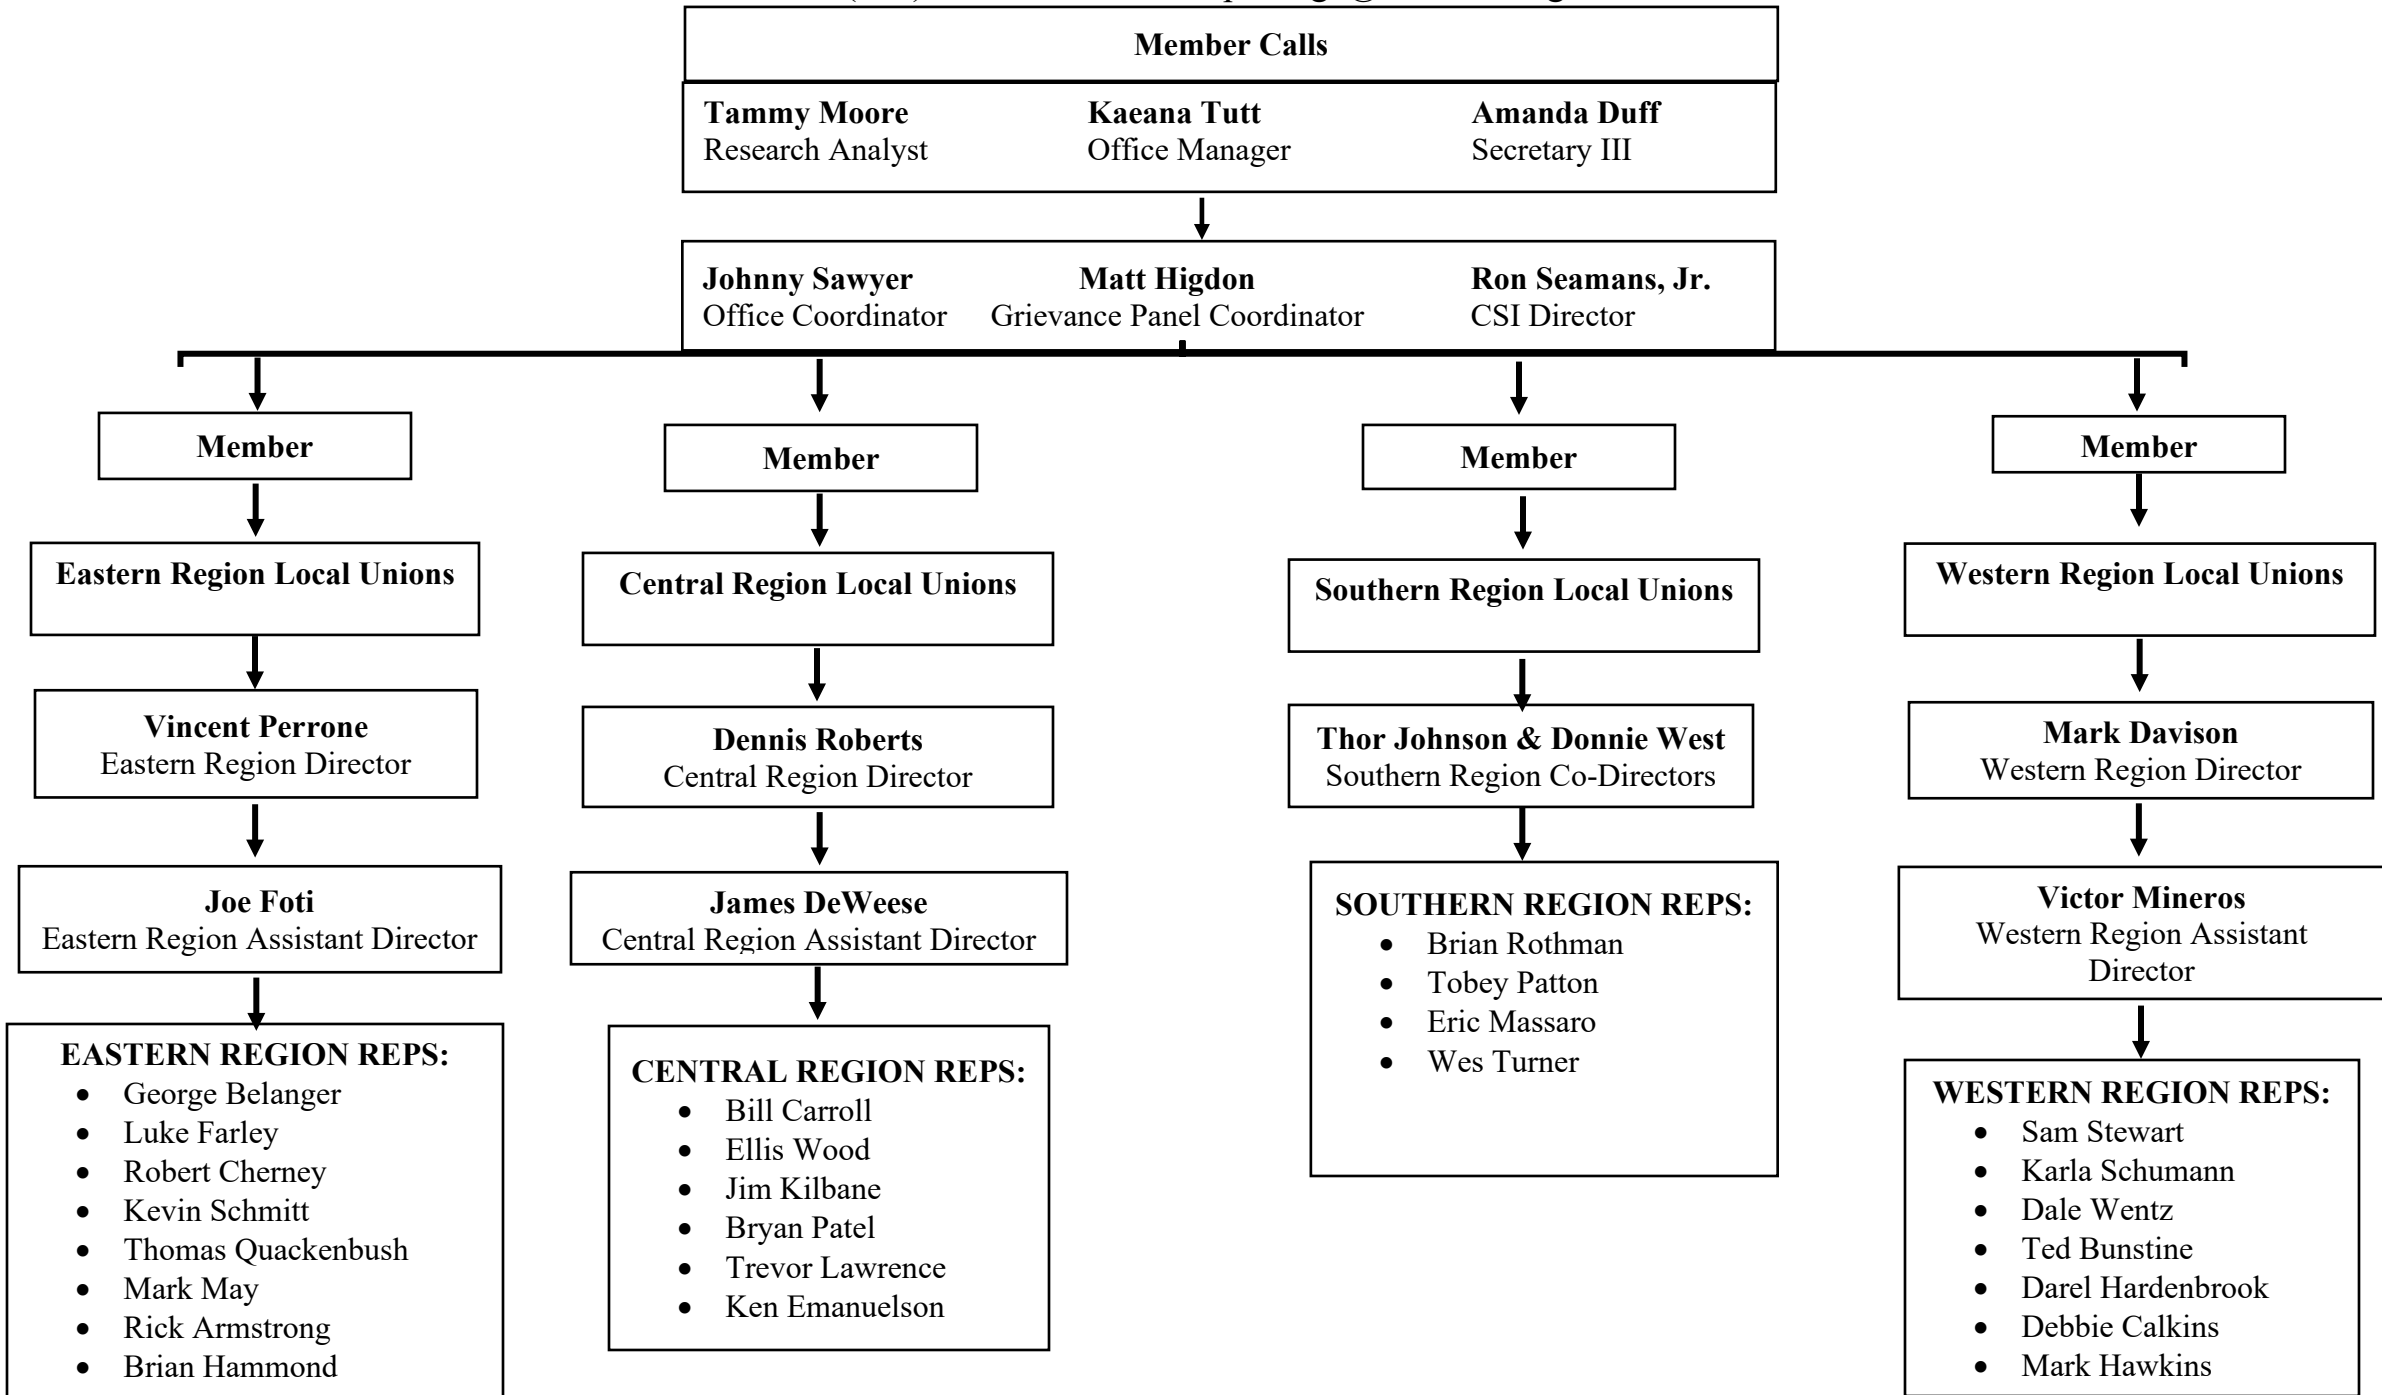 Member Calls
Tammy Moore Kaeana Tutt Amanda Duff
Research Analyst Office Manager Secretary III
Johnny Sawyer Matt Higdon Ron Seamans, Jr.
Office Coordinator Grievance Panel Coordinator CSI Director
Member
Eastern Region Local Unions
Vincent Perrone
Eastern Region Director
Joe Foti
Eastern Region Assistant Director
EASTERN REGION REPS:
• George Belanger
• Luke Farley
• Robert Cherney
• Kevin Schmitt
• Thomas Quackenbush
• Mark May
• Rick Armstrong
• Brian Hammond
Member
Central Region Local Unions
Dennis Roberts
Central Region Director
James DeWeese
Central Region Assistant Director
CENTRAL REGION REPS:
• Bill Carroll
• Ellis Wood
• Jim Kilbane
• Bryan Patel
• Trevor Lawrence
• Ken Emanuelson
Member
Southern Region Local Unions
Thor Johnson & Donnie West
Southern Region Co-Directors
SOUTHERN REGION REPS:
• Brian Rothman
• Tobey Patton
• Eric Massaro
• Wes Turner
Member
Western Region Local Unions
Mark Davison
Western Region Director
Victor Mineros
Western Region Assistant
Director
WESTERN REGION REPS:
• Sam Stewart
• Karla Schumann
• Dale Wentz
• Ted Bunstine
• Darel Hardenbrook
• Debbie Calkins
• Mark Hawkins